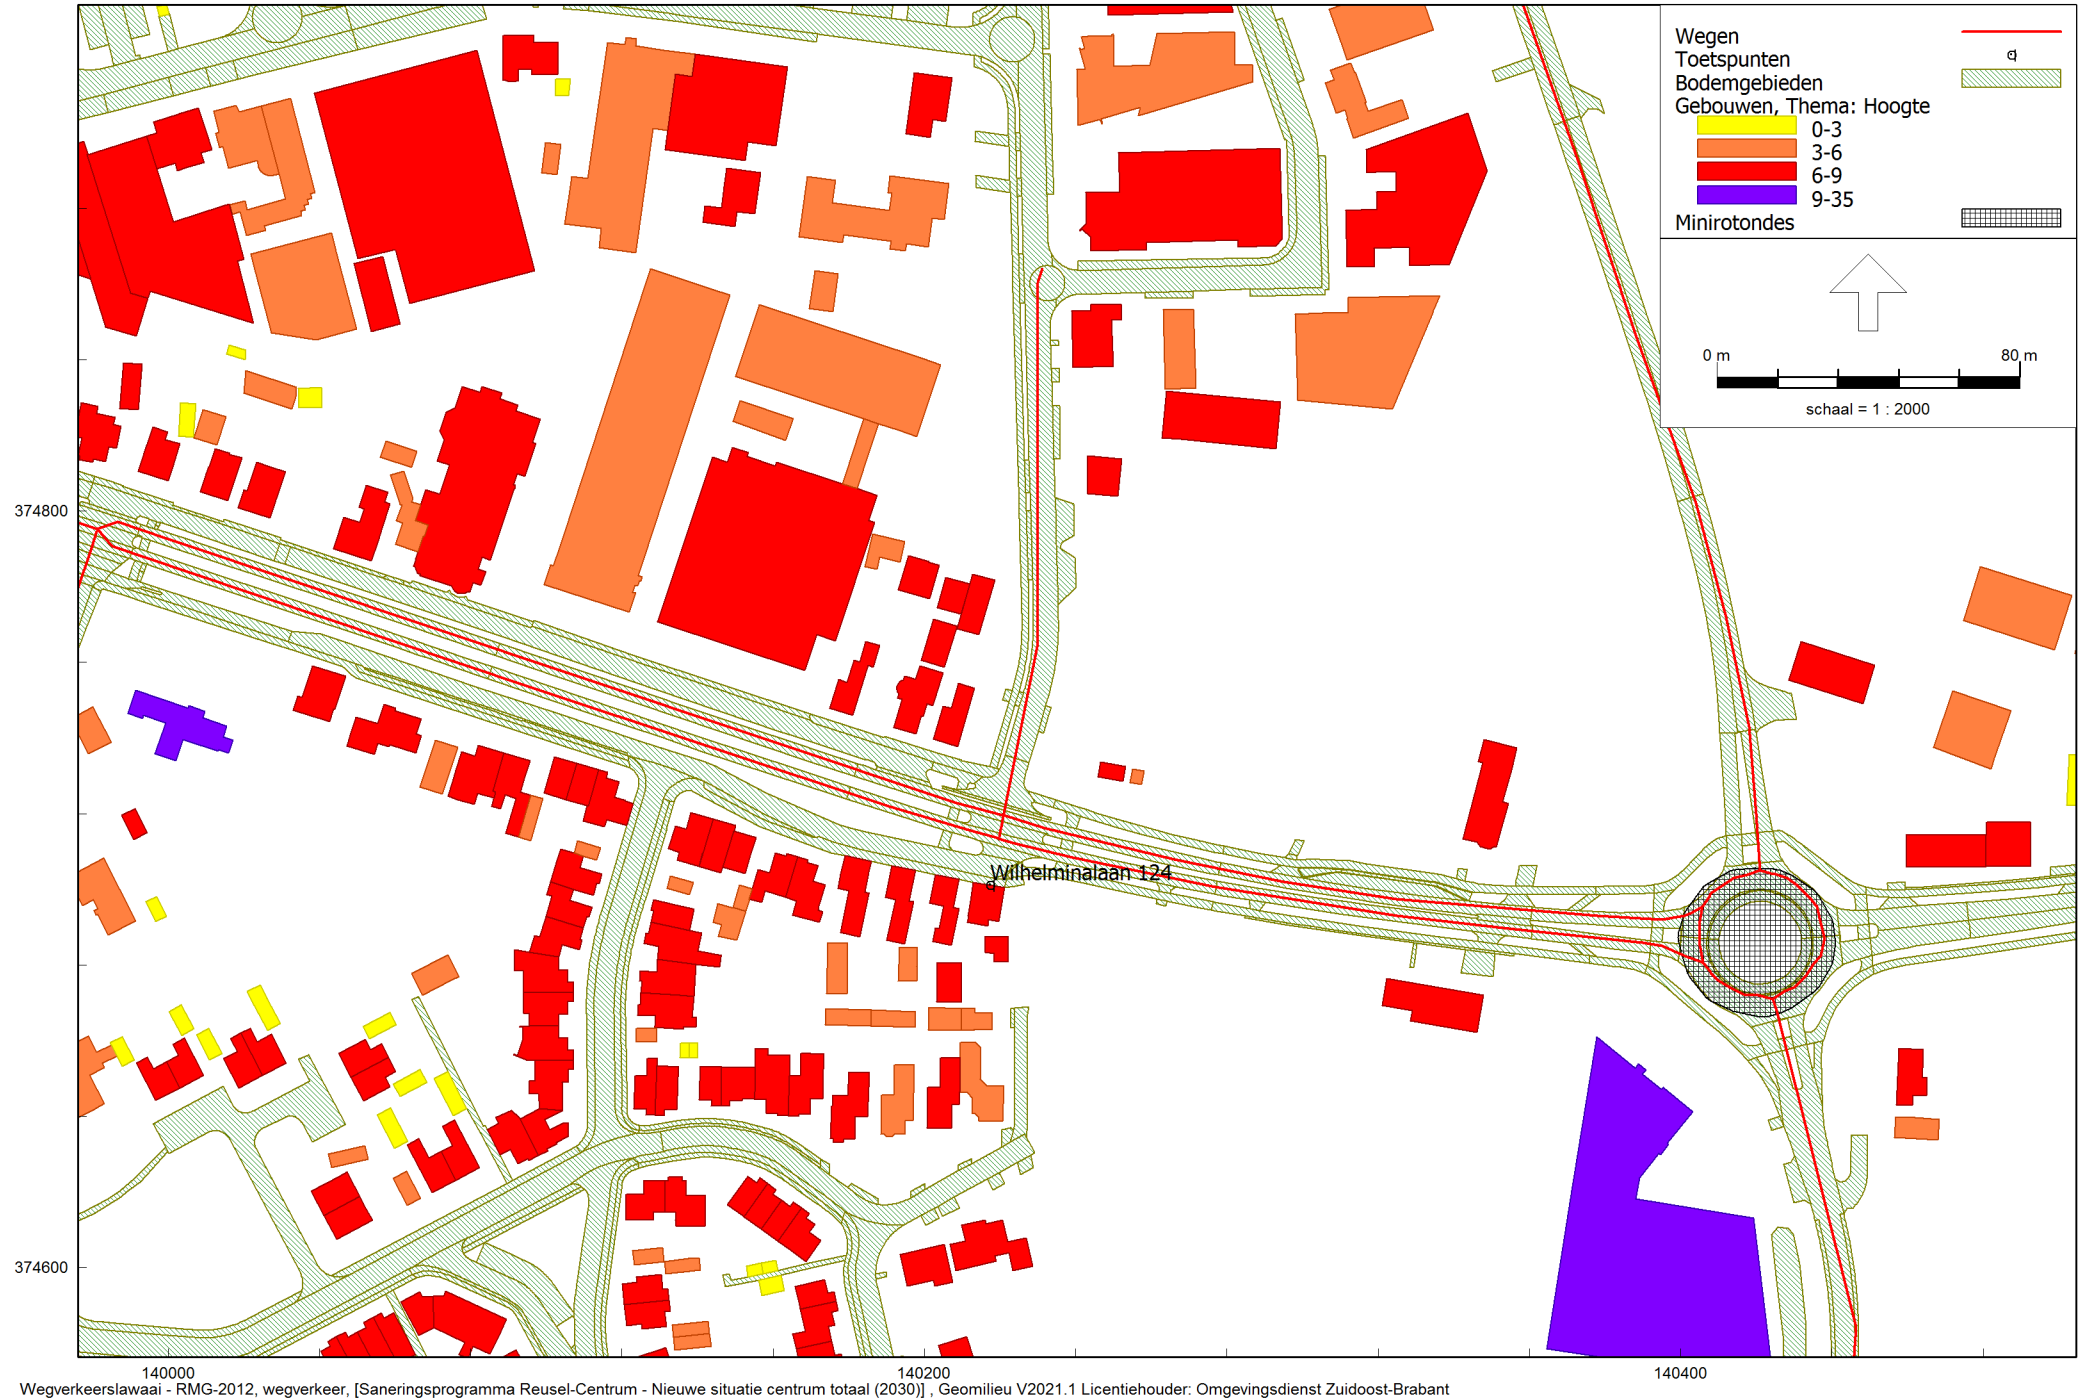 Wegen
Toetspunten
Bodemgebieden
Gebouwen, Thema: Hoogte
0-3
3-6
6-9
9-35
Minirotondes
0 m 80 m
schaal = 1 : 2000
374800
Wilhelminalaan 124
374600
140000 140200 140400
Wegverkeerslawaai - RMG-2012, wegverkeer, [Saneringsprogramma Reusel-Centrum - Nieuwe situatie centrum totaal (2030)] , Geomilieu V2021.1 Licentiehouder: Omgevingsdienst Zuidoost-Brabant